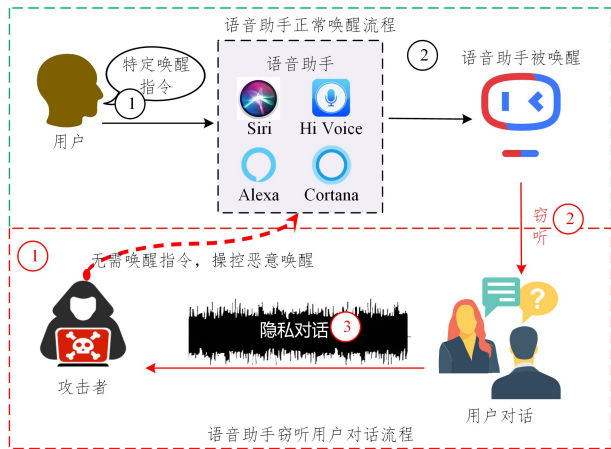 语音助手正常唤醒流程
特定唤醒
指令
1
用户
语音助手
Siri
Hi Voice
Alexa
Cortana
2
语音助手被唤醒
窃
听
2
1
无需唤醒指令，操控恶意唤醒
攻击者
隐私对话
3
?
用户对话
语音助手窃听用户对话流程